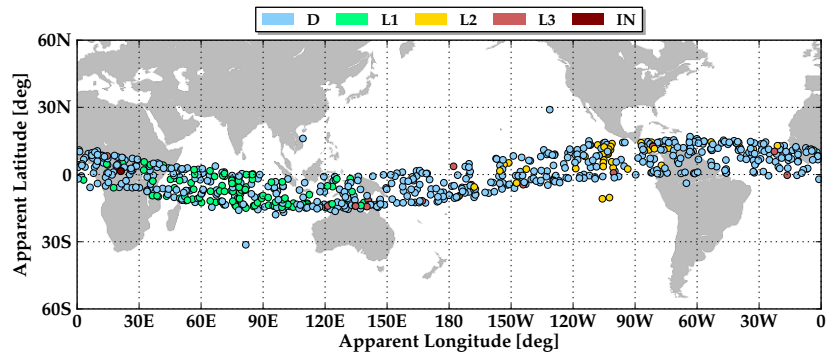 D L1 L2 L3 IN
60N
30N
0
30S
60S
Apparent Latitude [deg]
0 30E 60E 90E 120E 150E 180 150W 120W 90W 60W 30W 0
Apparent Longitude [deg]